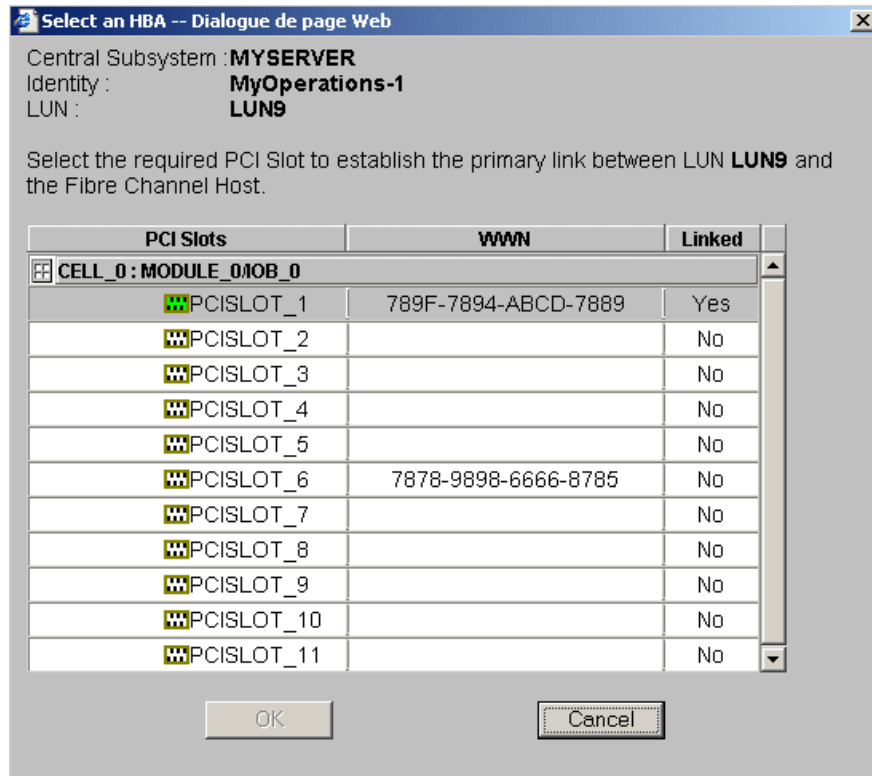 Select an HBA -- Dialogue de page Web
Central Subsystem : MYSERVER
Identity : MyOperations-1
LUN : LUN9
Select the required PCI Slot to establish the primary link between LUN LUN9 and
the Fibre Channel Host.
PCI Slots WWN Linked
CELL_0 : MODULE_0/IOB_0
PCISLOT_1 789F-7894-ABCD-7889 Yes
PCISLOT_2 No
PCISLOT_3 No
PCISLOT_4 No
PCISLOT_5 No
PCISLOT_6 7878-9898-6666-8785 No
PCISLOT_7 No
PCISLOT_8 No
PCISLOT_9 No
PCISLOT_10 No
PCISLOT_11 No
OK Cancel